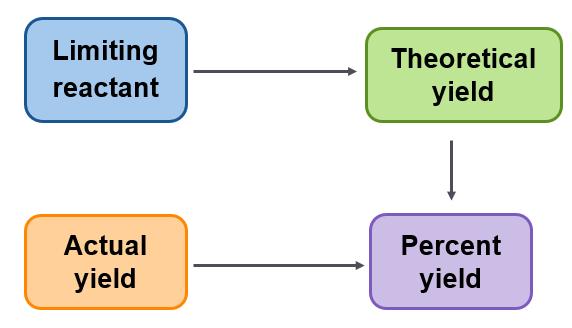 Limiting
reactant
Theoretical
yield
Actual
yield
Percent
yield